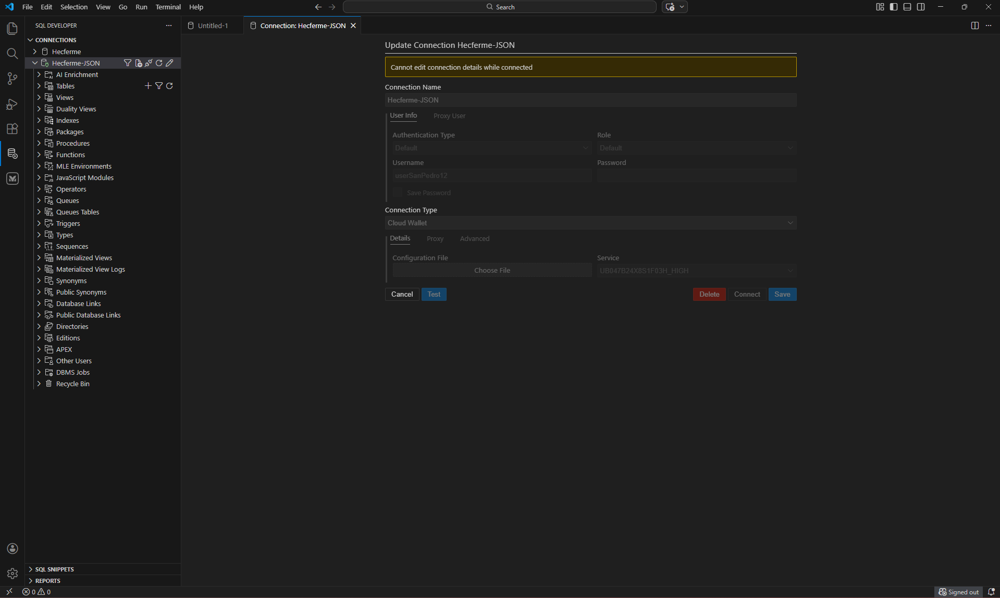 File Edit Selection View Go Run Terminal Help
Search
SQL DEVELOPER
Untitled-1
Connection: Hecferme-JSON
CONNECTIONS
Hecferme
Hecferme-JSON
AI Enrichment
Tables
Views
Duality Views
Indexes
Packages
Procedures
Functions
MLE Environments
JavaScript Modules
Operators
Queues
Queues Tables
Triggers
Types
Sequences
Materialized Views
Materialized View Logs
Synonyms
Public Synonyms
Database Links
Public Database Links
Directories
Editions
APEX
Other Users
DBMS Jobs
Recycle Bin
SQL SNIPPETS
REPORTS
Update Connection Hecferme-JSON
Cannot edit connection details while connected
Connection Name
Hecferme-JSON
User Info Proxy User
Authentication Type Role
Default Default
Username Password
userSanPedro12
Save Password
Connection Type
Cloud Wallet
Details Proxy Advanced
Configuration File Service
Choose File UB047B24X8S1F03H_HIGH
Cancel Test Delete Connect Save
0 0 Signed out